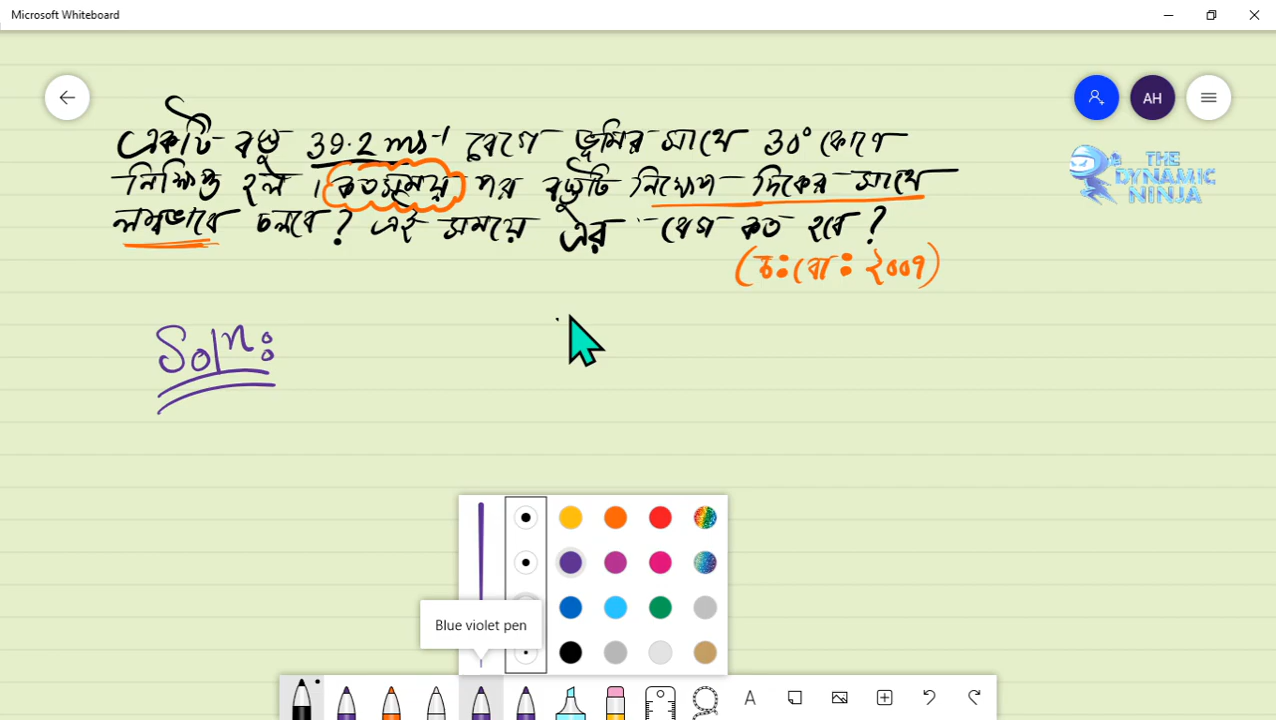 Microsoft Whiteboard
একটি বস্তু 39.2 ms⁻¹ বেগে ভূমির সাথে 30° কোণে
নিক্ষিপ্ত হল । কতসময় পর বস্তুটি নিক্ষেপ দিকের সাথে
লম্বভাবে চলবে? এই সময়ে এর বেগ কত হবে?
(চঃবোঃ ২০০৭)
AH
THE
DYNAMIC
NINJA
Solⁿ:
Blue violet pen
A